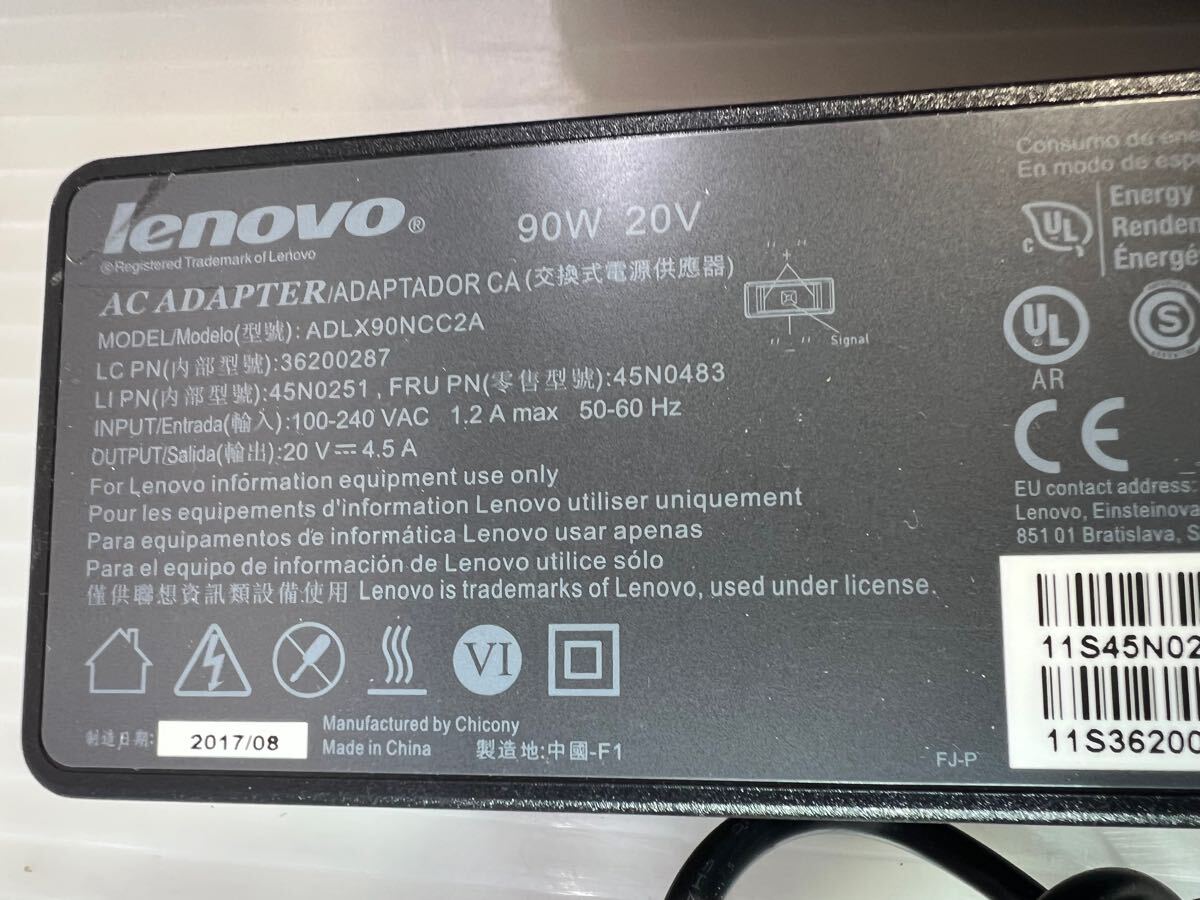 lenovo®
®Registered Trademark of Lenovo
90W 20V
AC ADAPTER/ADAPTADOR CA(交換式電源供應器)
MODEL/Modelo(型號):ADLX90NCC2A
LC PN(内部型號):36200287
LI PN(内部型號):45N0251 , FRU PN(零售型號):45N0483
INPUT/Entrada(輸入):100-240 VAC 1.2 A max 50-60 Hz
OUTPUT/Salida(輸出):20 V⎓4.5 A
For Lenovo information equipment use only
Pour les equipements d'information Lenovo utiliser uniquement
Para equipamentos de informática Lenovo usar apenas
Para el equipo de información de Lenovo utilice sólo
僅供聯想資訊類設備使用 Lenovo is trademarks of Lenovo, used under license.
VI
制造日期:
2017/08
Manufactured by Chicony
Made in China 製造地:中國-F1
FJ-P
+
Signal
Consumo de
En modo de
c UL
Energy
UL
AR
S
CE
EU contact address:
Lenovo, Einsteinova
851 01 Bratislava,
11S45N02
11S36200